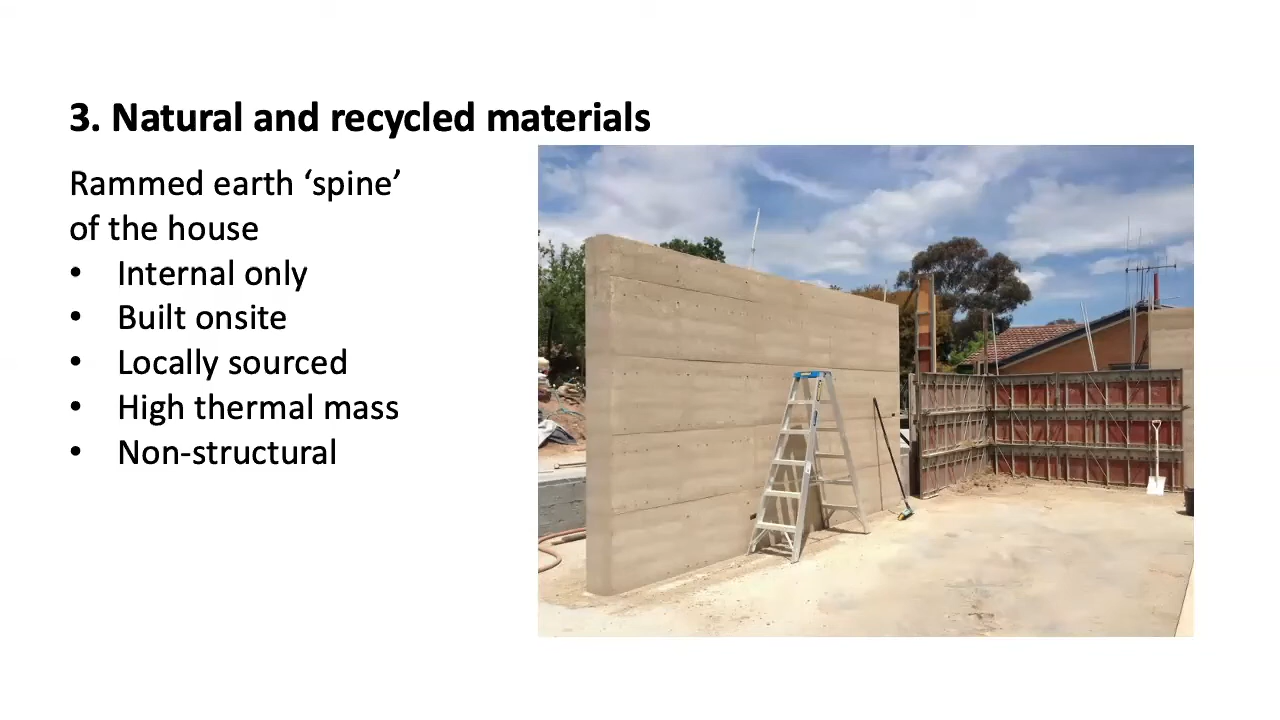 3. Natural and recycled materials
Rammed earth ‘spine’
of the house
• Internal only
• Built onsite
• Locally sourced
• High thermal mass
• Non-structural